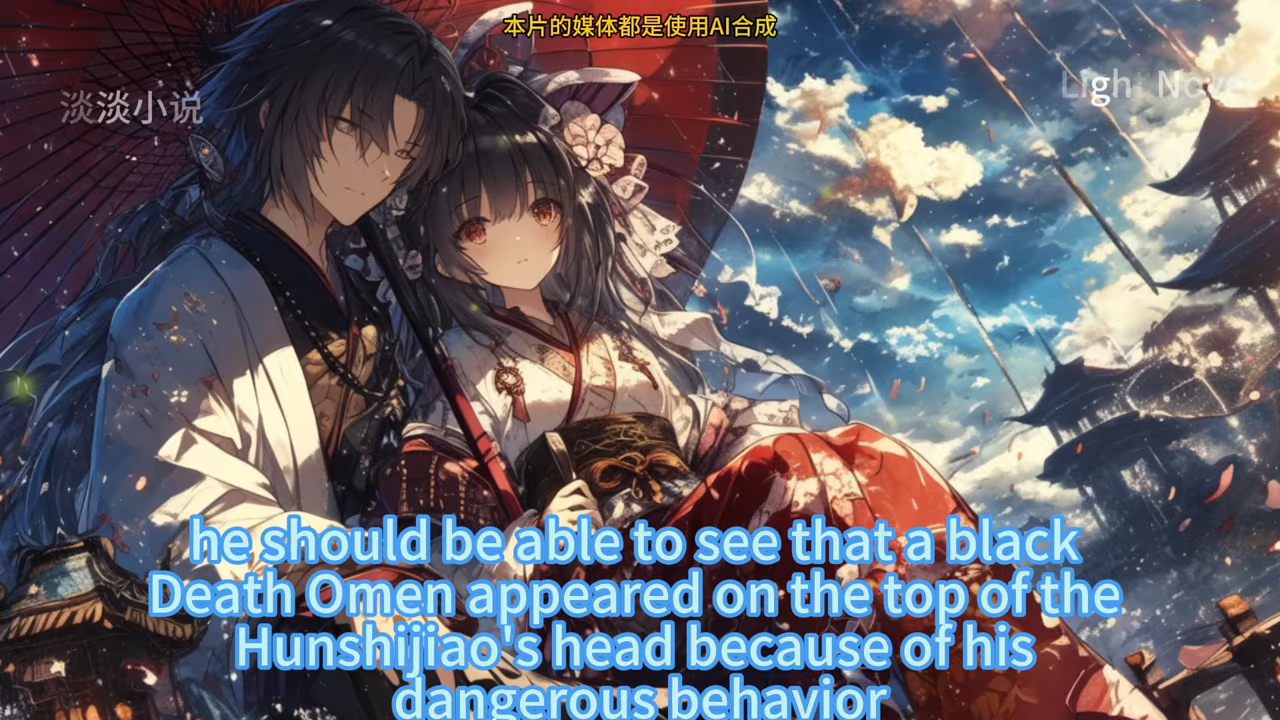 本片的媒体都是使用AI合成
淡淡小说
Light Novel
he should be able to see that a black
Death Omen appeared on the top of the
Hunshijiao's head because of his
dangerous behavior